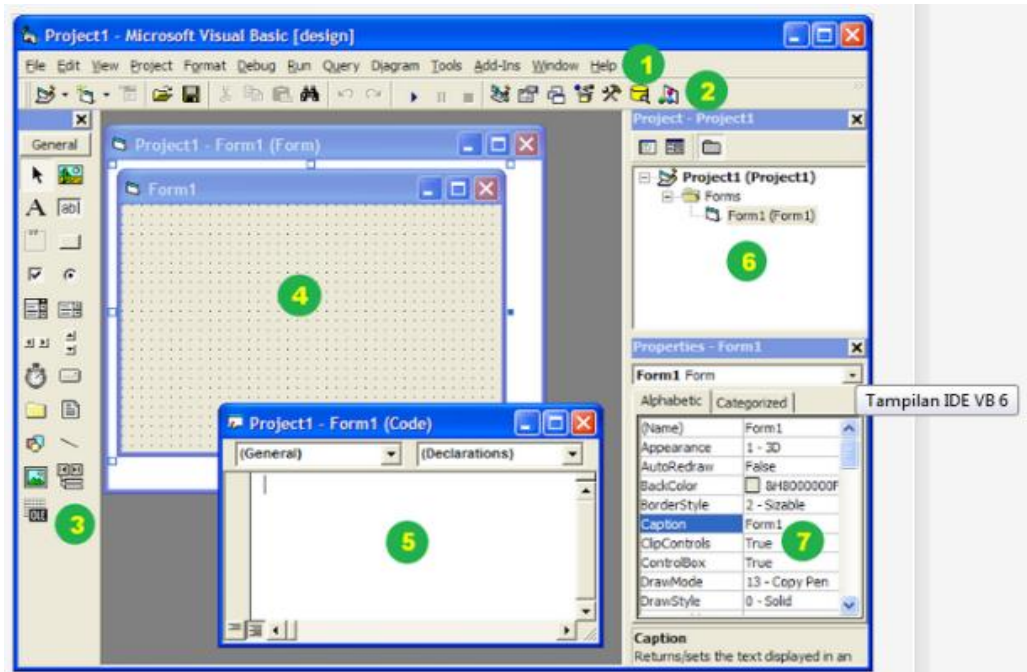 Project1 - Microsoft Visual Basic [design]
File Edit View Project Format Debug Run Query Diagram Tools Add-Ins Window Help 1
2
General
A ab|
OLE
3
Project1 - Form1 (Form)
Form1
4
Project1 - Form1 (Code)
(General) (Declarations)
5
Project - Project1
Project1 (Project1)
Forms
Form1 (Form1)
6
Properties - Form1
Form1 Form
Alphabetic Categorized
(Name) Form1
Appearance 1 - 3D
AutoRedraw False
BackColor &H8000000F
BorderStyle 2 - Sizable
Caption Form1
ClipControls True
ControlBox True
DrawMode 13 - Copy Pen
DrawStyle 0 - Solid
7
Caption
Returns/sets the text displayed in an
Tampilan IDE VB 6